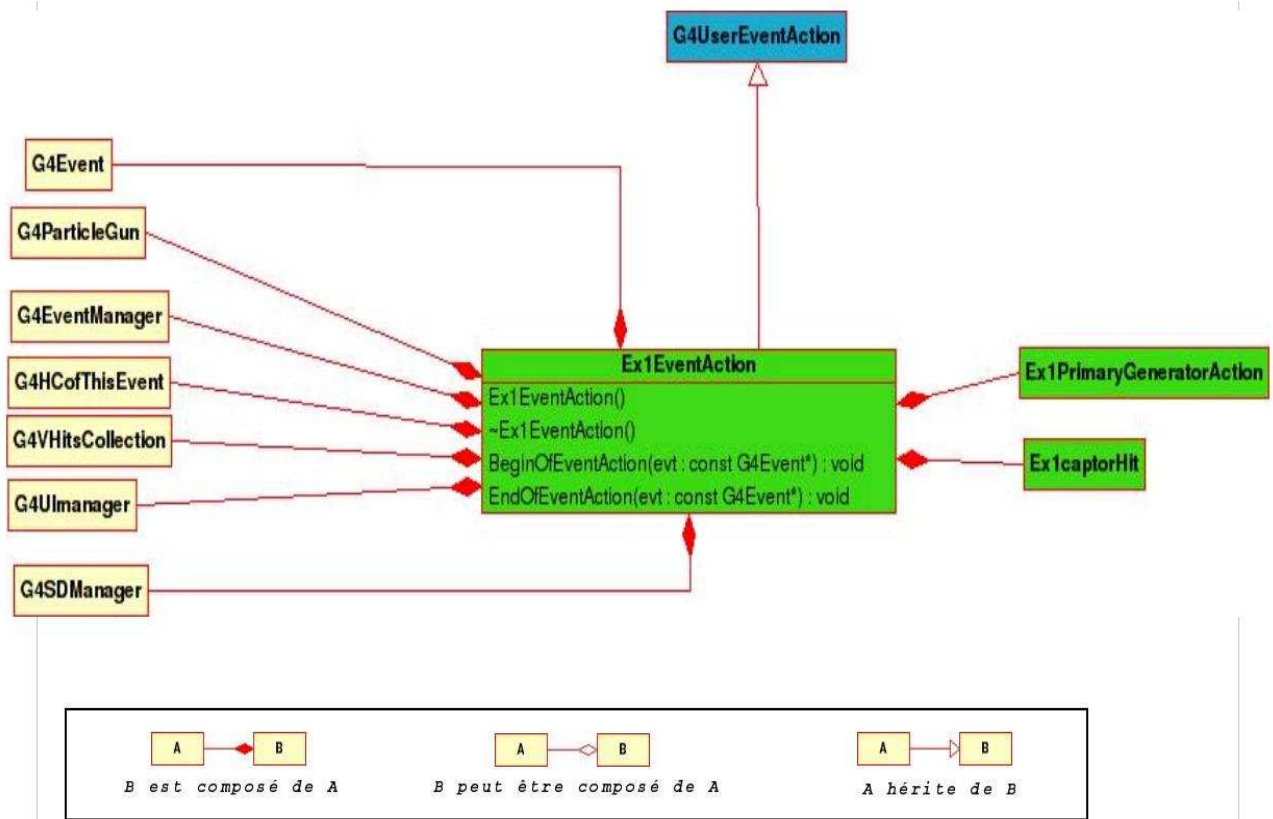 G4UserEventAction
G4Event
G4ParticleGun
G4EventManager
G4HCofThisEvent
G4VHitsCollection
G4UImanager
G4SDManager
Ex1EventAction
Ex1EventAction()
~Ex1EventAction()
BeginOfEventAction(evt : const G4Event*) : void
EndOfEventAction(evt : const G4Event*) : void
Ex1PrimaryGeneratorAction
Ex1captorHit
A B
B est composé de A
A B
B peut être composé de A
A B
A hérite de B